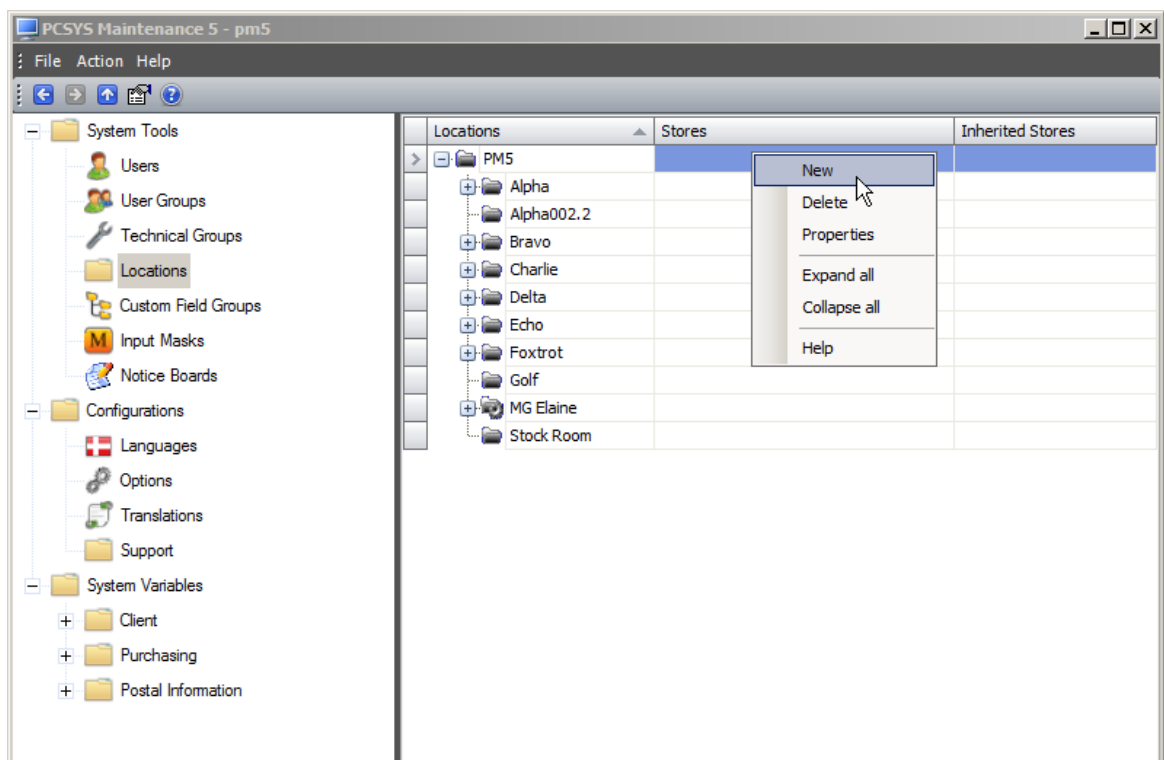 PCSYS Maintenance 5 - pm5
File Action Help
System Tools
Users
User Groups
Technical Groups
Locations
Custom Field Groups
M Input Masks
Notice Boards
Configurations
Languages
Options
Translations
Support
System Variables
Client
Purchasing
Postal Information
Locations Stores Inherited Stores
PM5
Alpha
Alpha002.2
Bravo
Charlie
Delta
Echo
Foxtrot
Golf
MG Elaine
Stock Room
New
Delete
Properties
Expand all
Collapse all
Help